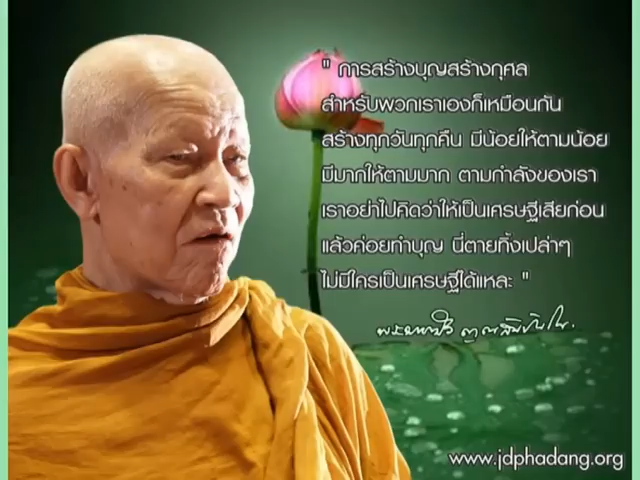 " การสร้างบุญสร้างกุศล
สำหรับพวกเราเองก็เหมือนกัน
สร้างทุกวันทุกคืน มีน้อยให้ตามน้อย
มีมากให้ตามมาก ตามกำลังของเรา
เราอย่าไปคิดว่าให้เป็นเศรษฐีเสียก่อน
แล้วค่อยทำบุญ นี่ตายทิ้งเปล่าๆ
ไม่มีใครเป็นเศรษฐีได้แหละ "
www.jdphadang.org